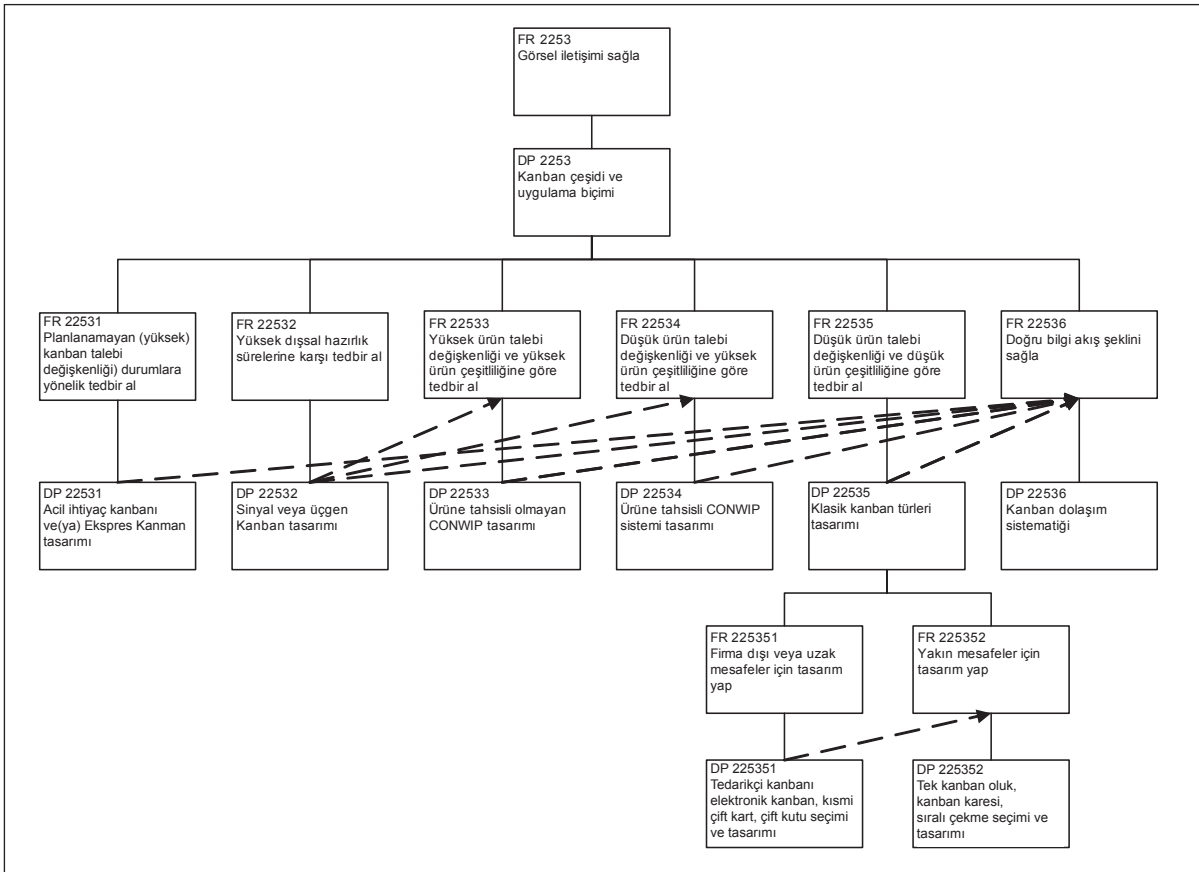 FR 2253
Görsel iletişimi sağla
DP 2253
Kanban çeşidi ve
uygulama biçimi
FR 22531
Planlanamayan (yüksek)
kanban talebi
değişkenliği) durumlara
yönelik tedbir al
FR 22532
Yüksek dışsal hazırlık
sürelerine karşı tedbir al
FR 22533
Yüksek ürün talebi
değişkenliği ve yüksek
ürün çeşitliliğine göre
tedbir al
FR 22534
Düşük ürün talebi
değişkenliği ve yüksek
ürün çeşitliliğine göre
tedbir al
FR 22535
Düşük ürün talebi
değişkenliği ve düşük
ürün çeşitliliğine göre
tedbir al
FR 22536
Doğru bilgi akış şeklini
sağla
DP 22531
Acil ihtiyaç kanbanı
ve(ya) Ekspres Kanman
tasarımı
DP 22532
Sinyal veya üçgen
Kanban tasarımı
DP 22533
Ürüne tahsisli olmayan
CONWIP tasarımı
DP 22534
Ürüne tahsisli CONWIP
sistemi tasarımı
DP 22535
Klasik kanban türleri
tasarımı
DP 22536
Kanban dolaşım
sistematiği
FR 225351
Firma dışı veya uzak
mesafeler için tasarım
yap
FR 225352
Yakın mesafeler için
tasarım yap
DP 225351
Tedarikçi kanbanı
elektronik kanban, kısmi
çift kart, çift kutu seçimi
ve tasarımı
DP 225352
Tek kanban oluk,
kanban karesi,
sıralı çekme seçimi ve
tasarımı